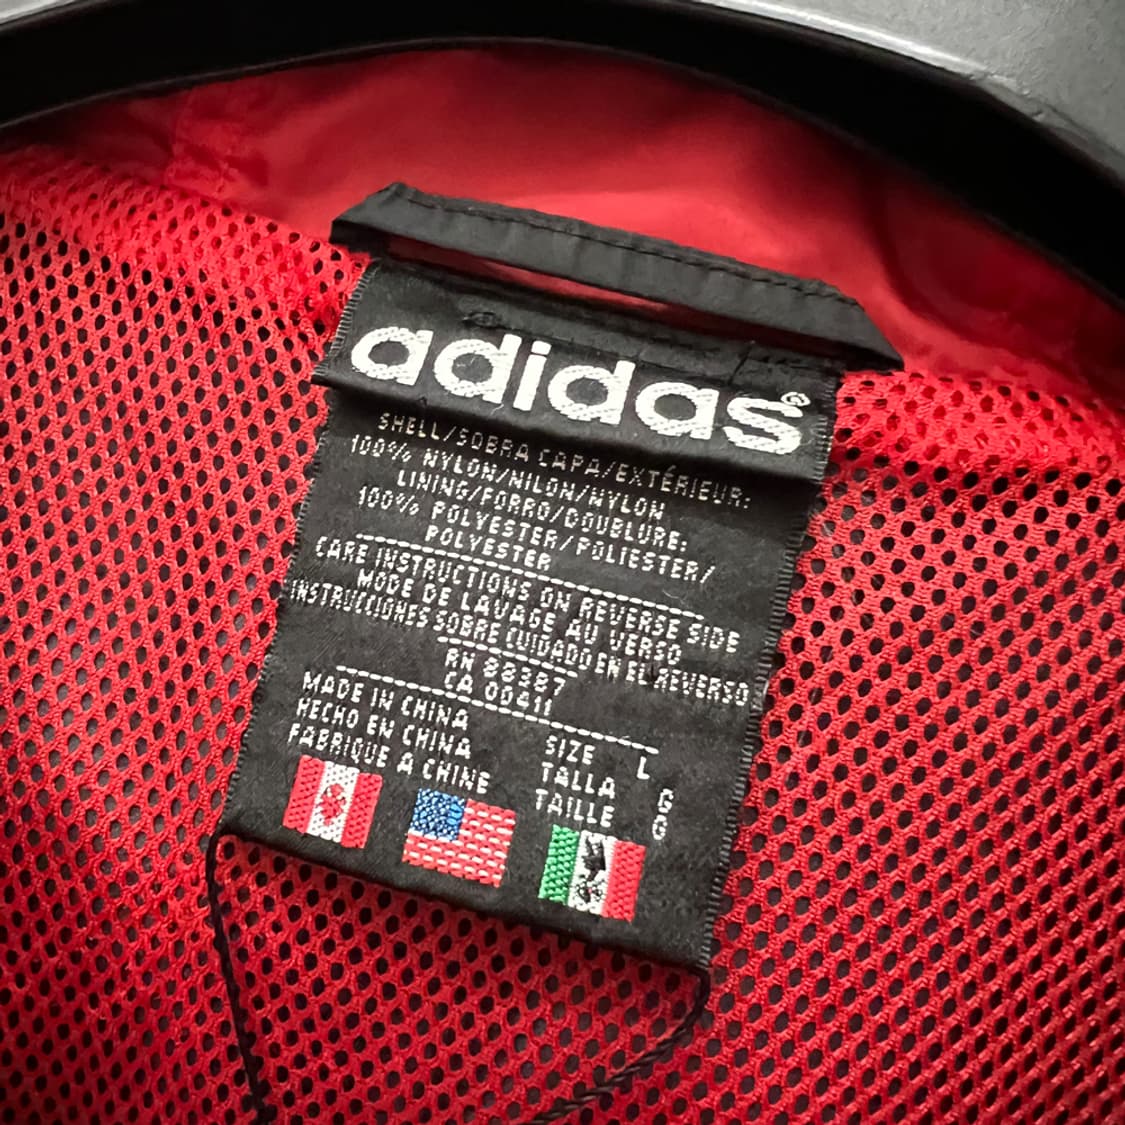 adidas®
SHELL/SOBRA CAPA/EXTÉRIEUR:
100% NYLON/NILON/NYLON
LINING/FORRO/DOUBLURE:
100% POLYESTER/POLIESTER/
POLYESTER
CARE INSTRUCTIONS ON REVERSE SIDE
MODE DE LAVAGE AU VERSO
INSTRUCCIONES SOBRE CUIDADO EN EL REVERSO
RN 88387
CA 00411
MADE IN CHINA
HECHO EN CHINA
FABRIQUE A CHINE
SIZE L
TALLA G
TAILLE G